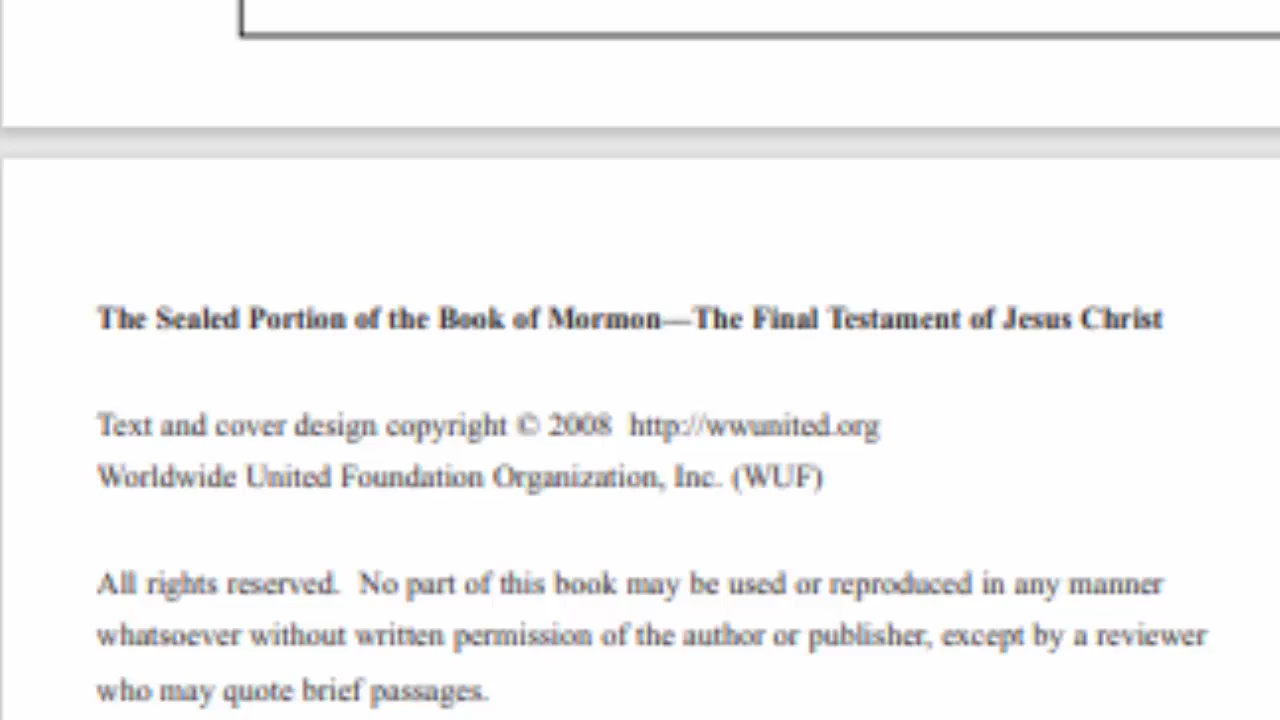 The Sealed Portion of the Book of Mormon—The Final Testament of Jesus Christ
Text and cover design copyright © 2008  http://wwunited.org
Worldwide United Foundation Organization, Inc. (WUF)
All rights reserved.  No part of this book may be used or reproduced in any manner
whatsoever without written permission of the author or publisher, except by a reviewer
who may quote brief passages.